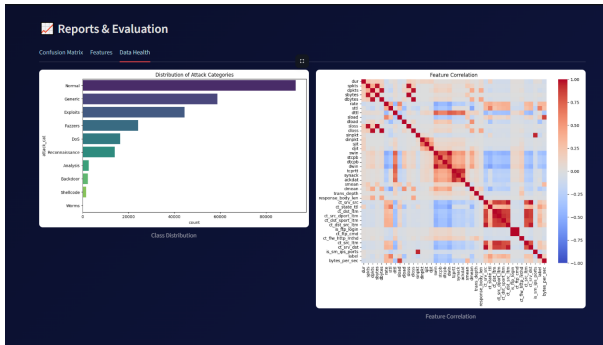 📈 Reports & Evaluation
Confusion Matrix Features Data Health
Distribution of Attack Categories
Normal
Generic
Exploits
Fuzzers
DoS
Reconnaissance
Analysis
Backdoor
Shellcode
Worms
attack_cat
0 20000 40000 60000 80000
count
Class Distribution
Feature Correlation
dur
spkts
dpkts
sbytes
dbytes
rate
sttl
dttl
sload
dload
sloss
dloss
sinpkt
dinpkt
sjit
djit
swin
stcpb
dtcpb
dwin
tcprtt
synack
ackdat
smean
dmean
trans_depth
response_body_len
ct_srv_src
ct_state_ttl
ct_dst_ltm
ct_src_dport_ltm
ct_dst_sport_ltm
ct_dst_src_ltm
is_ftp_login
ct_ftp_cmd
ct_flw_http_mthd
ct_src_ltm
ct_srv_dst
is_sm_ips_ports
label
bytes_per_sec
1.00
0.75
0.50
0.25
0.00
−0.25
−0.50
−0.75
−1.00
Feature Correlation